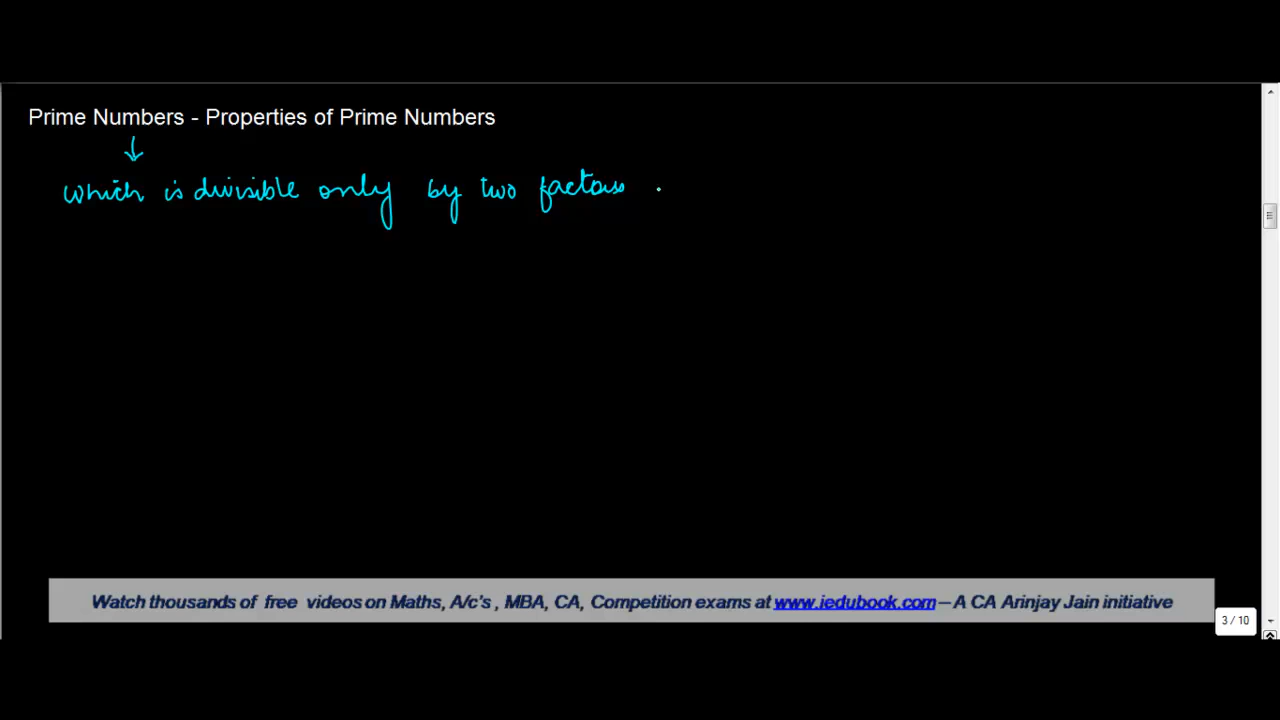 Prime Numbers - Properties of Prime Numbers
↓
which is divisible only by two factors
Watch thousands of free videos on Maths, A/c's , MBA, CA, Competition exams at www.iedubook.com – A CA Arinjay Jain initiative
3 / 10